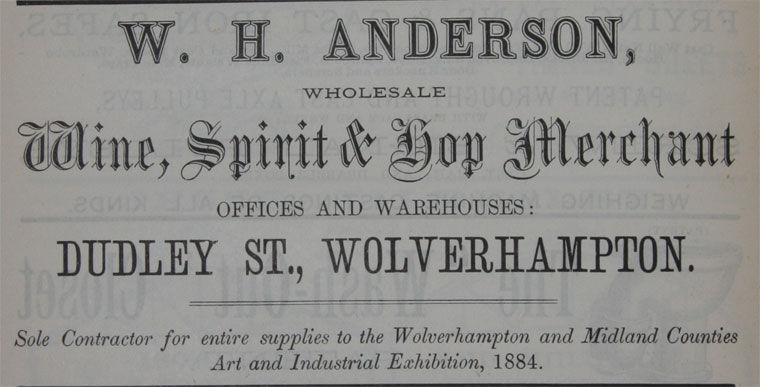 W. H. ANDERSON,
WHOLESALE
Wine, Spirit & Hop Merchant
OFFICES AND WAREHOUSES:
DUDLEY ST., WOLVERHAMPTON.
Sole Contractor for entire supplies to the Wolverhampton and Midland Counties
Art and Industrial Exhibition, 1884.